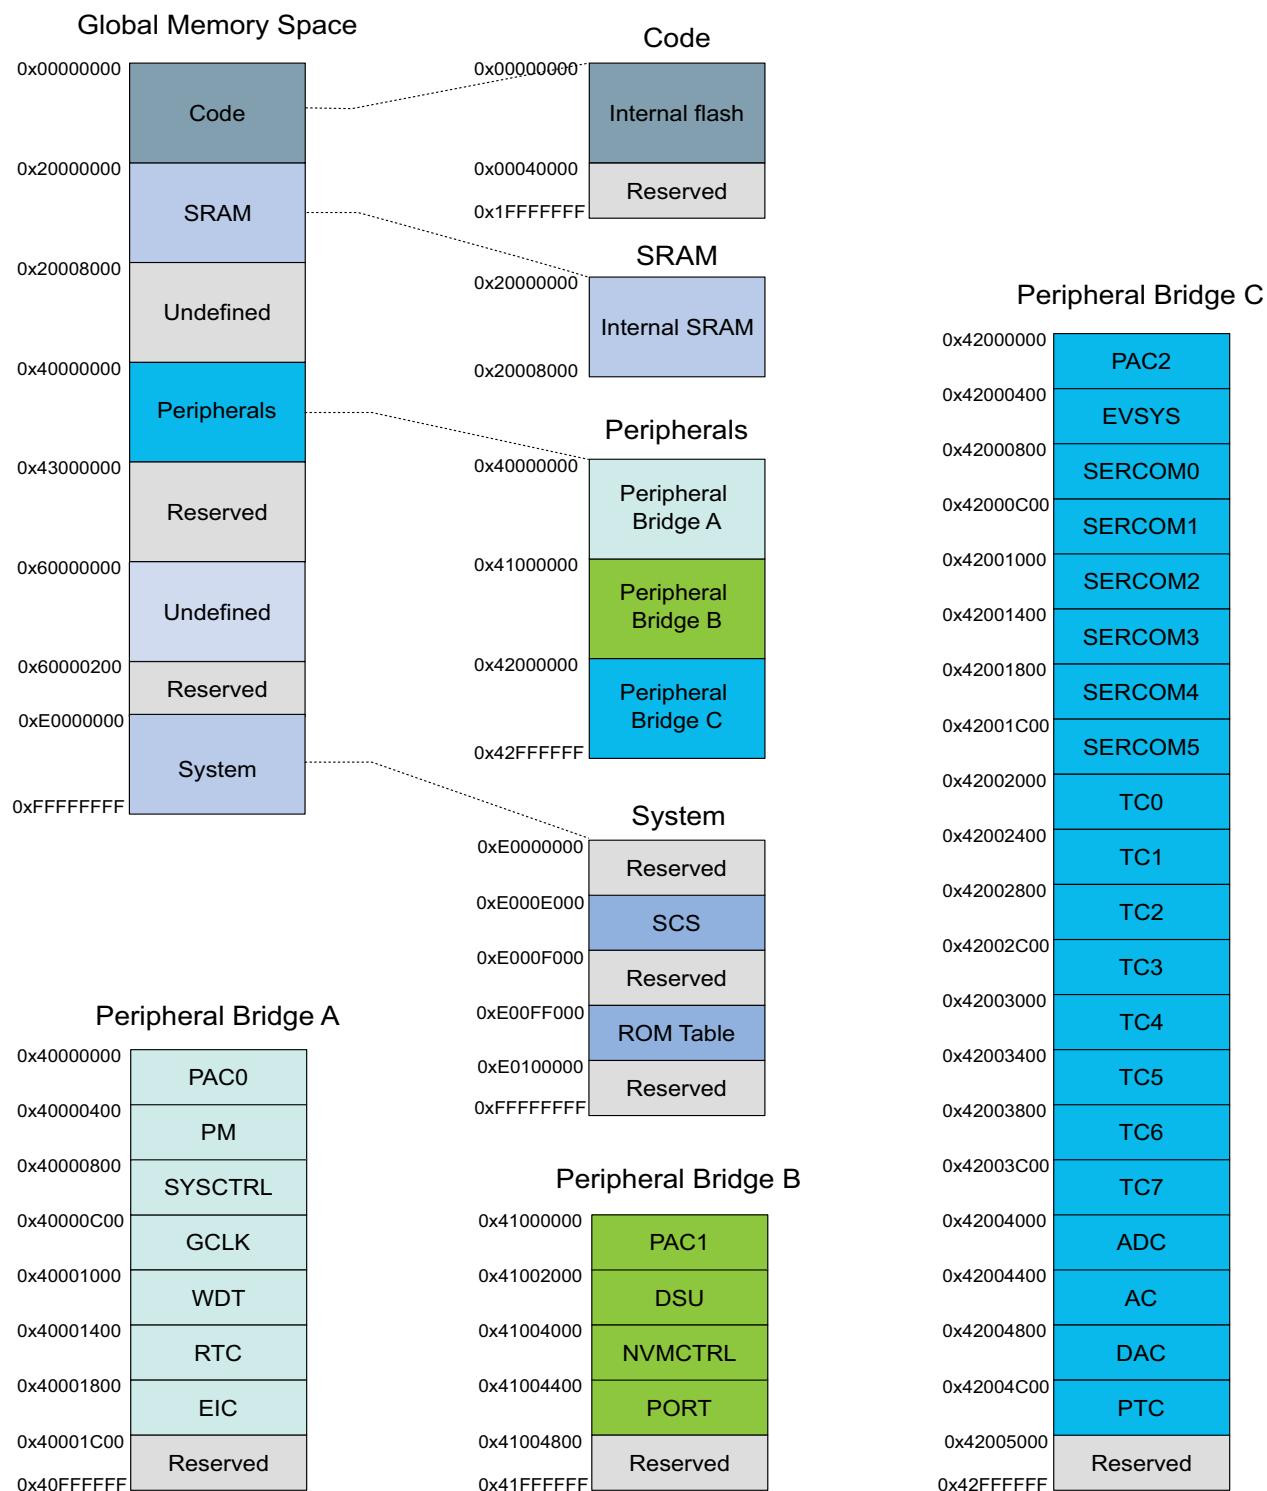 Global Memory Space
0x00000000
Code
0x20000000
SRAM
0x20008000
Undefined
0x40000000
Peripherals
0x43000000
Reserved
0x60000000
Undefined
0x60000200
Reserved
0xE0000000
System
0xFFFFFFFF
Code
0x00000000
Internal flash
0x00040000
Reserved
0x1FFFFFFF
SRAM
0x20000000
Internal SRAM
0x20008000
Peripherals
0x40000000
Peripheral
Bridge A
0x41000000
Peripheral
Bridge B
0x42000000
Peripheral
Bridge C
0x42FFFFFF
System
0xE0000000
Reserved
0xE000E000
SCS
0xE000F000
Reserved
0xE00FF000
ROM Table
0xE0100000
Reserved
0xFFFFFFFF
Peripheral Bridge A
0x40000000
PAC0
0x40000400
PM
0x40000800
SYSCTRL
0x40000C00
GCLK
0x40001000
WDT
0x40001400
RTC
0x40001800
EIC
0x40001C00
Reserved
0x40FFFFFF
Peripheral Bridge B
0x41000000
PAC1
0x41002000
DSU
0x41004000
NVMCTRL
0x41004400
PORT
0x41004800
Reserved
0x41FFFFFF
Peripheral Bridge C
0x42000000
PAC2
0x42000400
EVSYS
0x42000800
SERCOM0
0x42000C00
SERCOM1
0x42001000
SERCOM2
0x42001400
SERCOM3
0x42001800
SERCOM4
0x42001C00
SERCOM5
0x42002000
TC0
0x42002400
TC1
0x42002800
TC2
0x42002C00
TC3
0x42003000
TC4
0x42003400
TC5
0x42003800
TC6
0x42003C00
TC7
0x42004000
ADC
0x42004400
AC
0x42004800
DAC
0x42004C00
PTC
0x42005000
Reserved
0x42FFFFFF